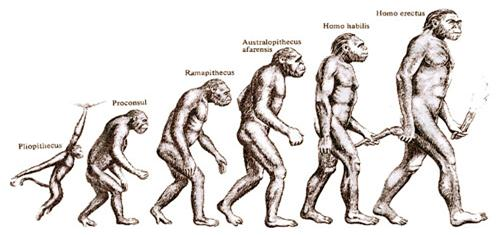 Pliopithecus
Proconsul
Ramapithecus
Australopithecus
afarensis
Homo habilis
Homo erectus